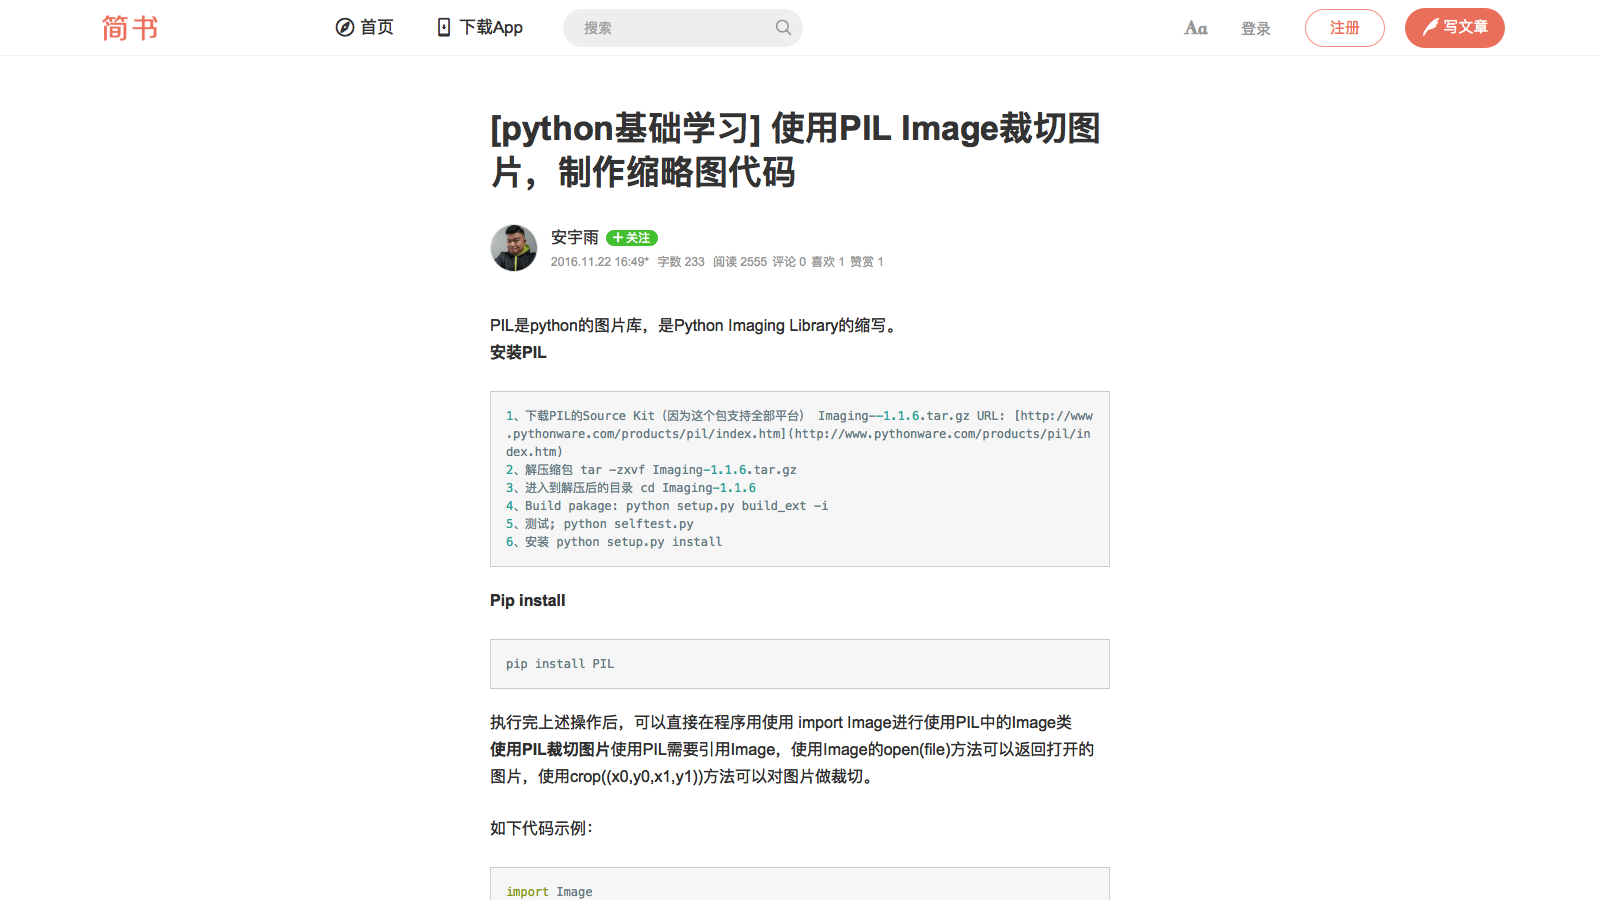 简书
首页
下载App
搜索
Aa
登录
注册
写文章
[python基础学习] 使用PIL Image裁切图
片，制作缩略图代码
安宇雨
+关注
2016.11.22 16:49* 字数 233 阅读 2555 评论 0 喜欢 1 赞赏 1
PIL是python的图片库，是Python Imaging Library的缩写。
安装PIL
1、下载PIL的Source Kit（因为这个包支持全部平台） Imaging--1.1.6.tar.gz URL: [http://www
.pythonware.com/products/pil/index.htm](http://www.pythonware.com/products/pil/in
dex.htm)
2、解压缩包 tar -zxvf Imaging-1.1.6.tar.gz
3、进入到解压后的目录 cd Imaging-1.1.6
4、Build pakage: python setup.py build_ext -i
5、测试; python selftest.py
6、安装 python setup.py install
Pip install
pip install PIL
执行完上述操作后，可以直接在程序用使用 import Image进行使用PIL中的Image类
使用PIL裁切图片使用PIL需要引用Image，使用Image的open(file)方法可以返回打开的
图片，使用crop((x0,y0,x1,y1))方法可以对图片做裁切。
如下代码示例：
import Image